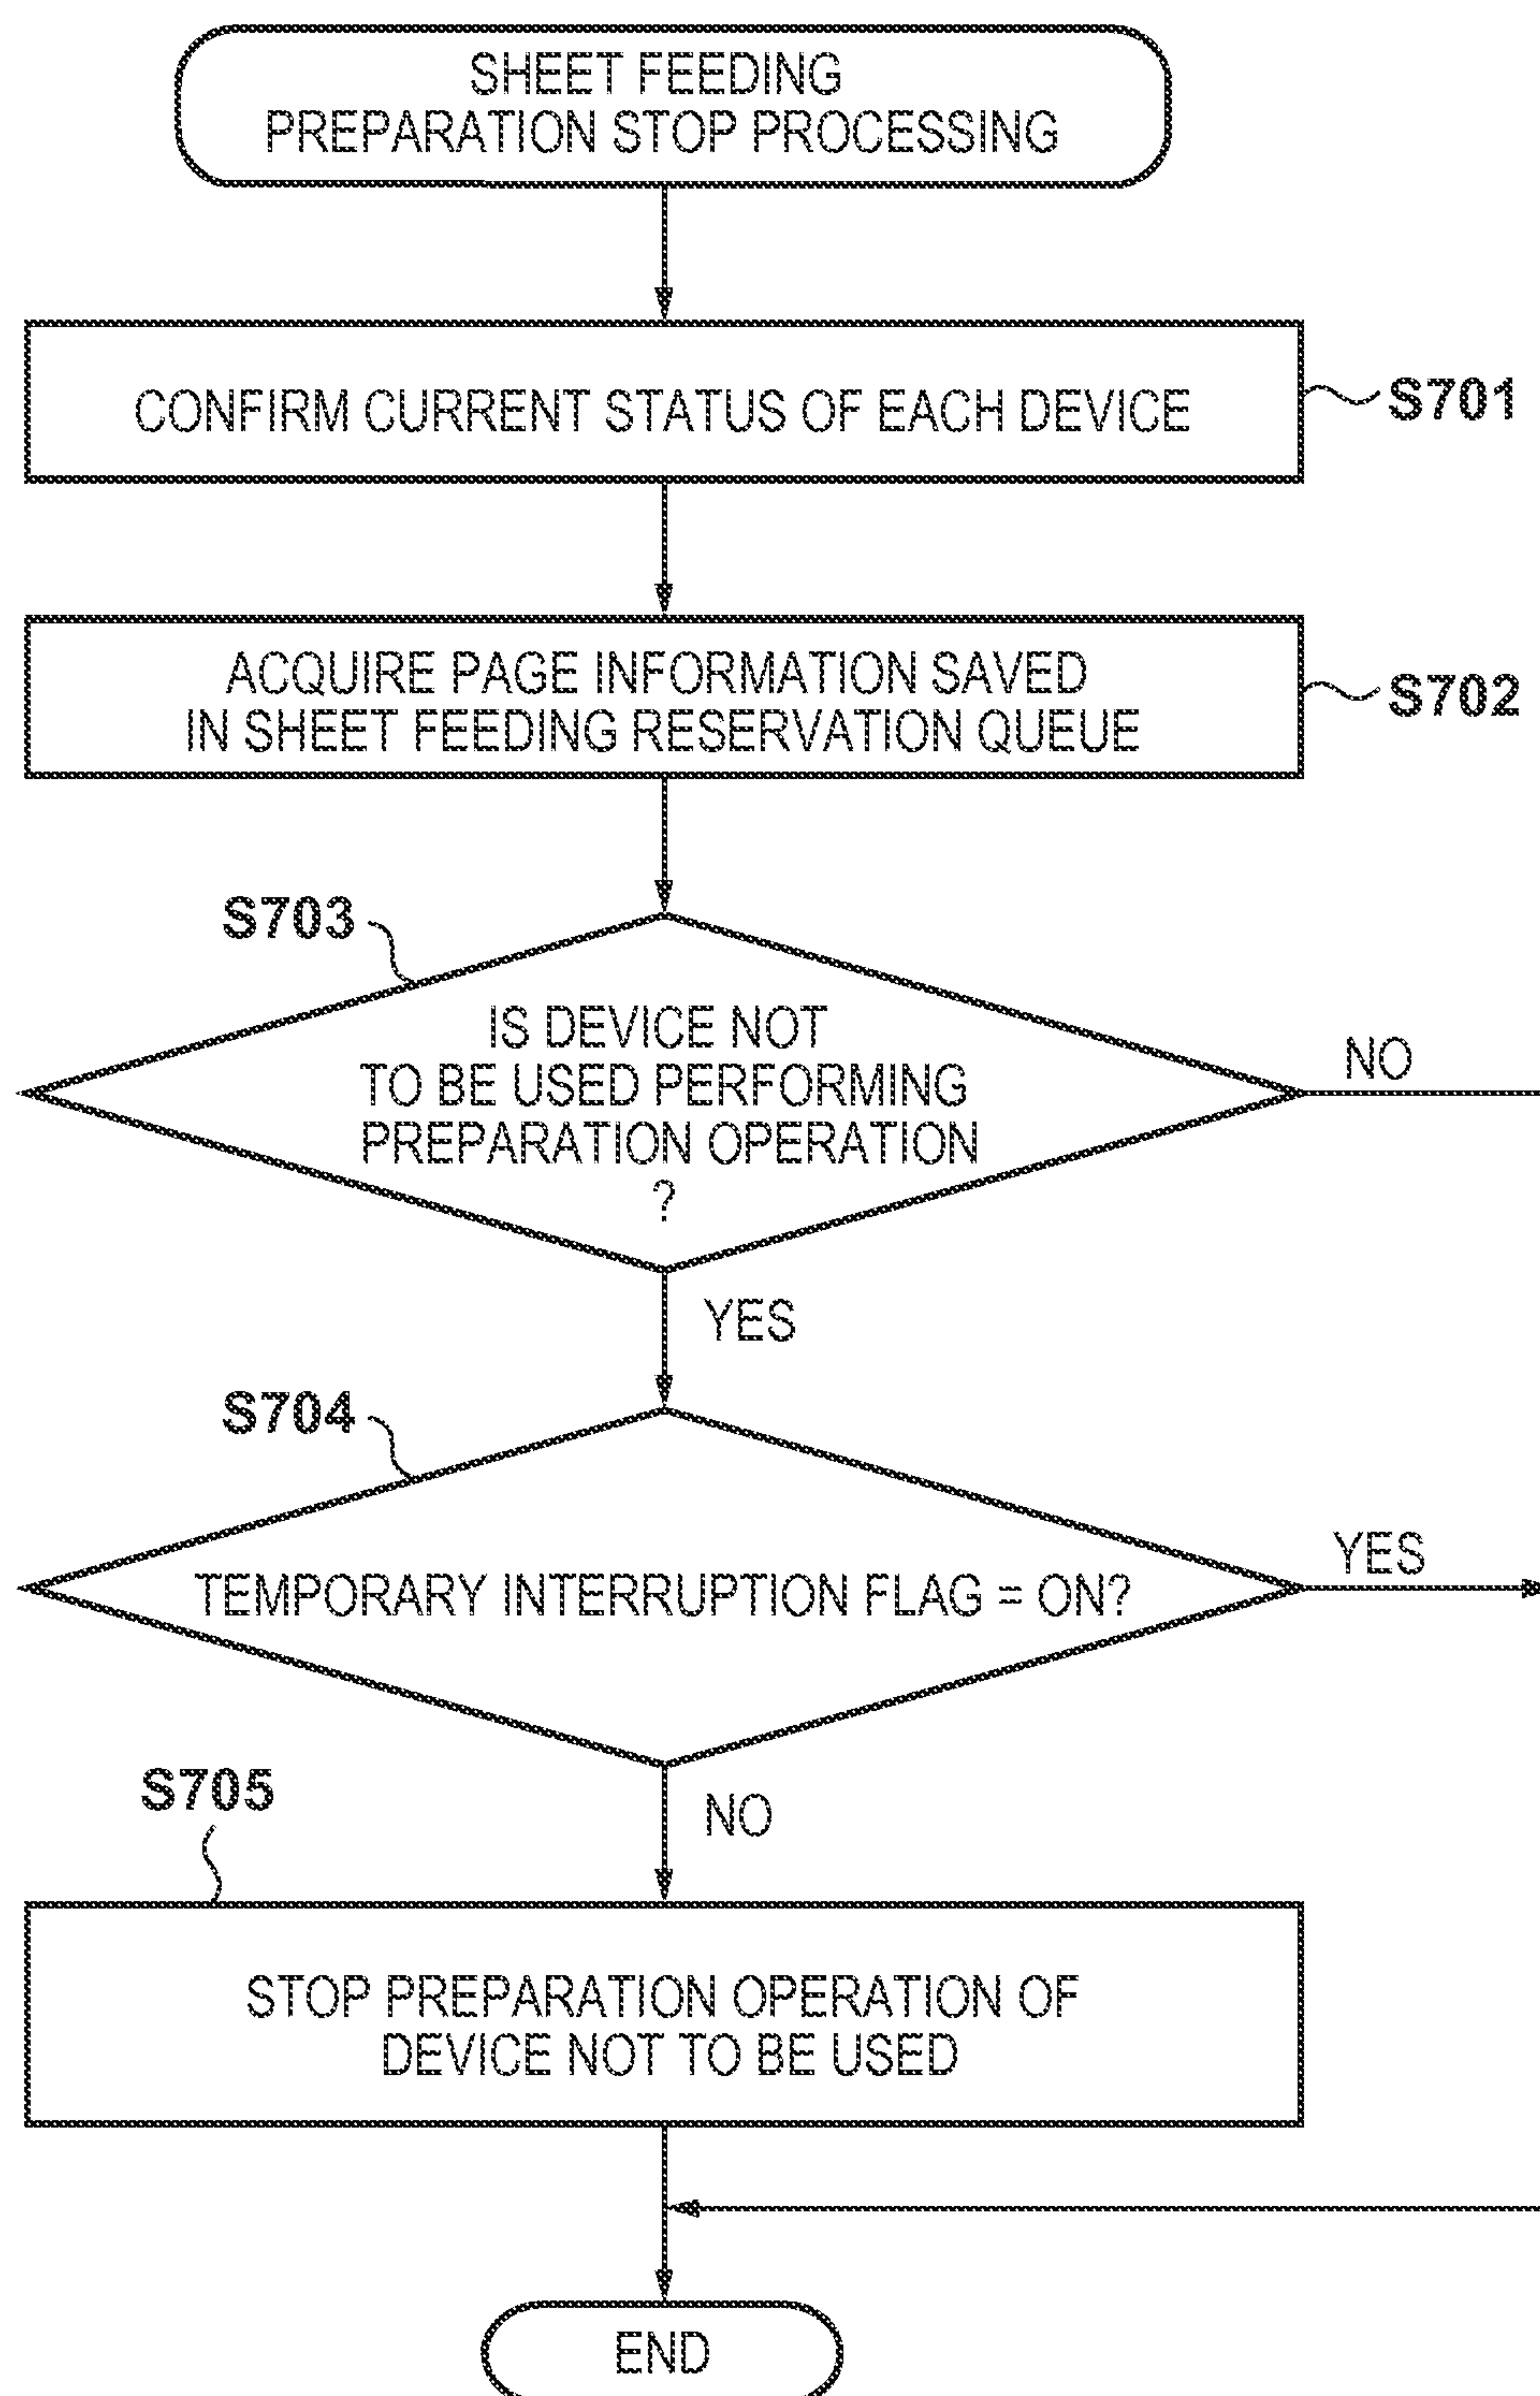 SHEET FEEDING
PREPARATION STOP PROCESSING
CONFIRM CURRENT STATUS OF EACH DEVICE
S701
ACQUIRE PAGE INFORMATION SAVED
IN SHEET FEEDING RESERVATION QUEUE
S702
S703
IS DEVICE NOT
TO BE USED PERFORMING
PREPARATION OPERATION
?
NO
YES
S704
TEMPORARY INTERRUPTION FLAG = ON?
YES
NO
S705
STOP PREPARATION OPERATION OF
DEVICE NOT TO BE USED
END